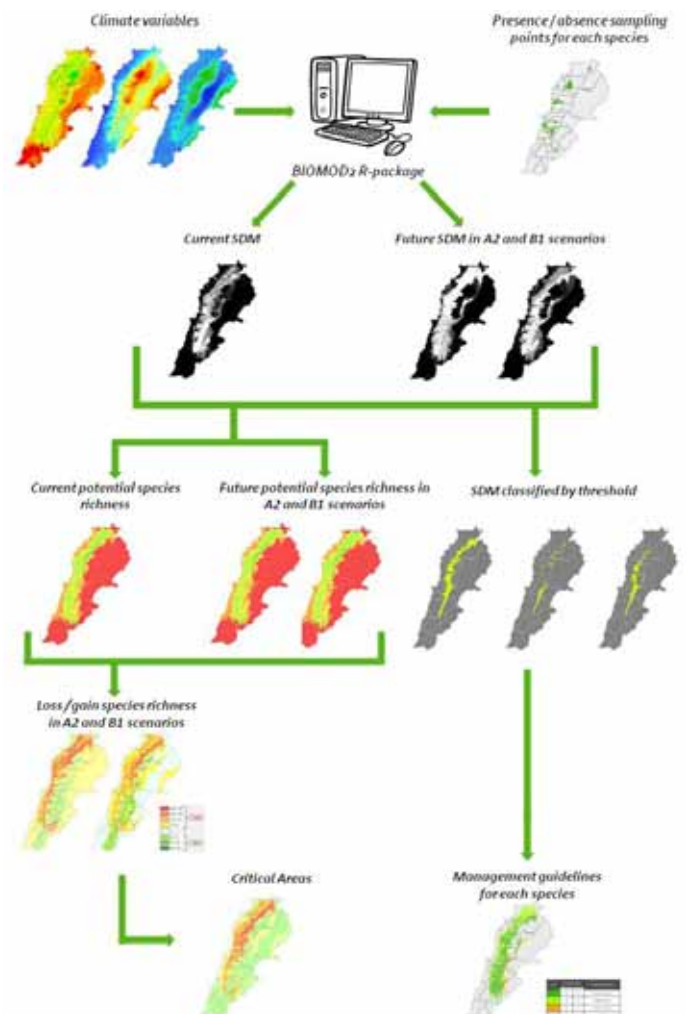 Climate variables
Presence / absence sampling
points for each species
BIOMOD2 R-package
Current SDM
Future SDM in A2 and B1 scenarios
Current potential species
richness
Future potential species richness in
A2 and B1 scenarios
SDM classified by threshold
Loss / gain species richness
in A2 and B1 scenarios
Critical Areas
Management guidelines
for each species